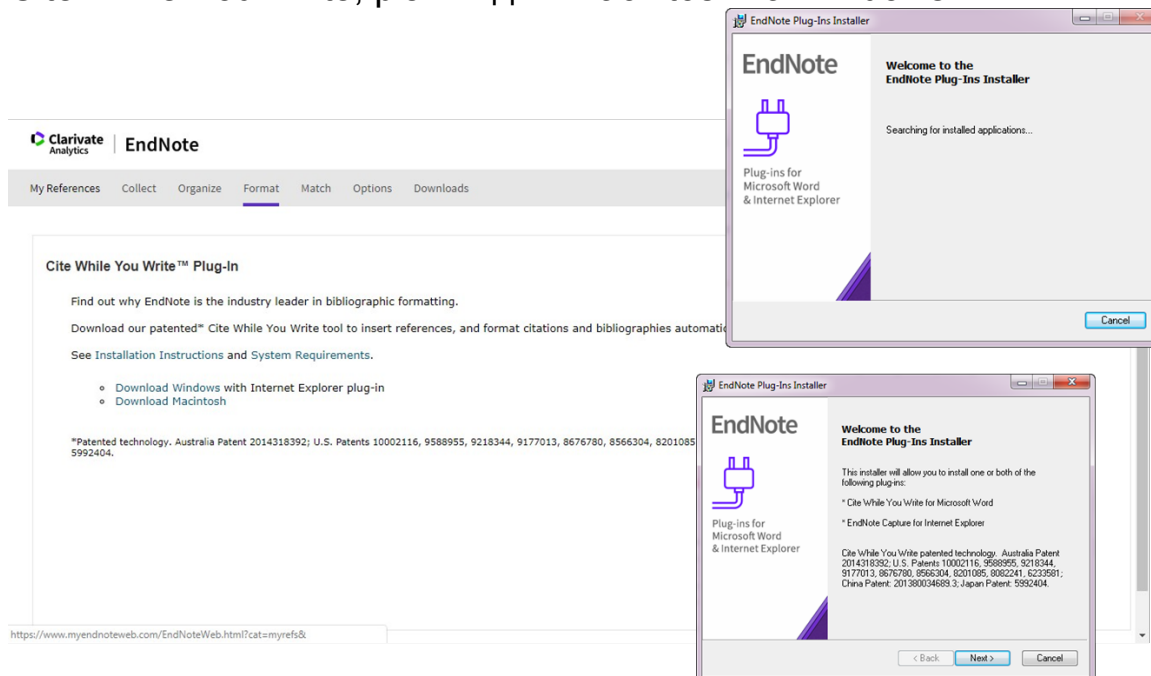 Clarivate
Analytics
EndNote
My References Collect Organize Format Match Options Downloads
Cite While You Write™ Plug-In
Find out why EndNote is the industry leader in bibliographic formatting.
Download our patented* Cite While You Write tool to insert references, and format citations and bibliographies
See Installation Instructions and System Requirements.
Download Windows with Internet Explorer plug-in
Download Macintosh
*Patented technology. Australia Patent 2014318392; U.S. Patents 10002116, 9588955, 9218344, 9177013, 8676780, 8566304, 8201085
5992404.
https://www.myendnoteweb.com/EndNoteWeb.html?cat=myrefs&
EndNote Plug-Ins Installer
EndNote
Plug-ins for
Microsoft Word
& Internet Explorer
Welcome to the
EndNote Plug-Ins Installer
Searching for installed applications...
Cancel
EndNote Plug-Ins Installer
EndNote
Plug-ins for
Microsoft Word
& Internet Explorer
Welcome to the
EndNote Plug-Ins Installer
This installer will allow you to install one or both of the
following plug-ins:
* Cite While You Write for Microsoft Word
* EndNote Capture for Internet Explorer
Cite While You Write patented technology. Australia Patent
2014318392; U.S. Patents 10002116, 9588955, 9218344,
9177013, 8676780, 8566304, 8201085, 8082241, 6233581;
China Patent: 201380034689.3; Japan Patent: 5992404.
< Back Next > Cancel